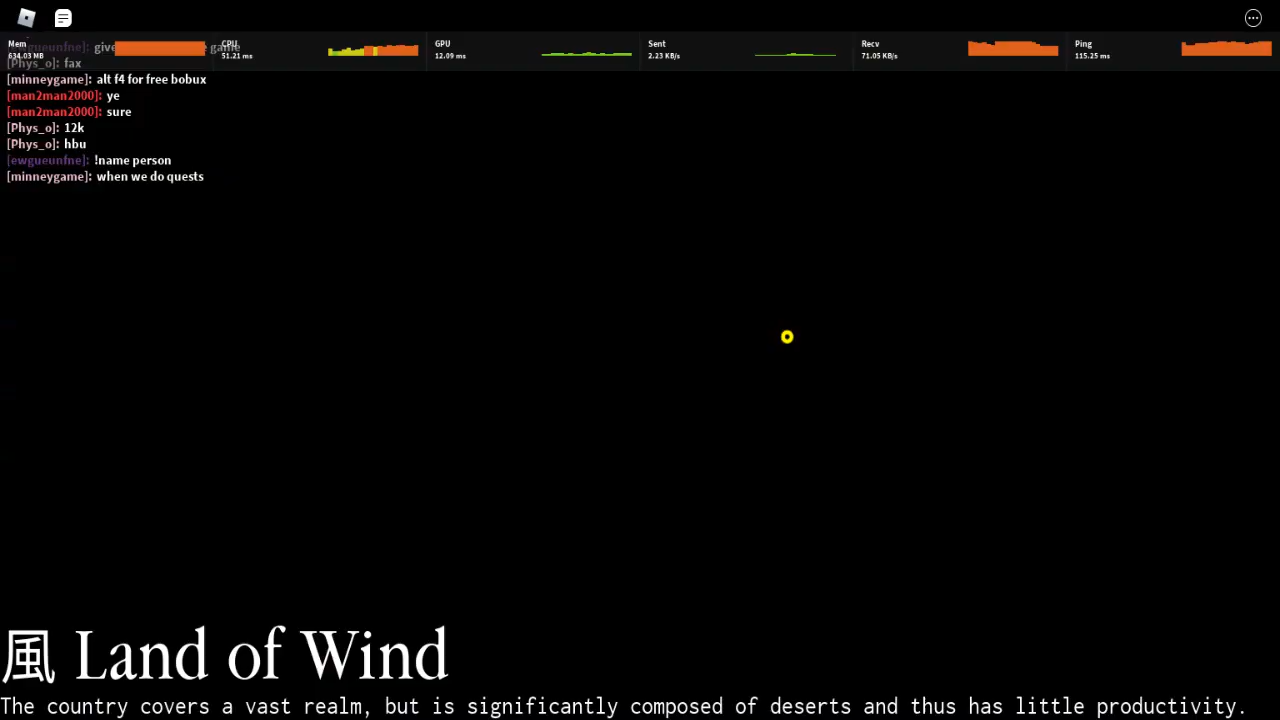 Mem
634.03 MB
CPU
51.21 ms
GPU
12.09 ms
Sent
2.23 KB/s
Recv
71.05 KB/s
Ping
115.25 ms
[ewgueunfne]: give game
[Phys_o]: fax
[minneygame]: alt f4 for free bobux
[man2man2000]: ye
[man2man2000]: sure
[Phys_o]: 12k
[Phys_o]: hbu
[ewgueunfne]: !name person
[minneygame]: when we do quests
風 Land of Wind
The country covers a vast realm, but is significantly composed of deserts and thus has little productivity.